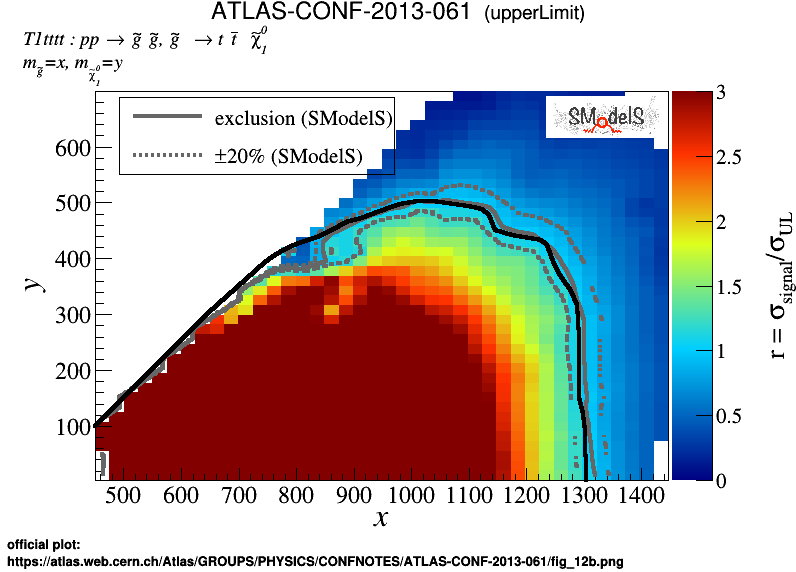 ATLAS-CONF-2013-061 (upperLimit)
T1tttt : pp → g̃ g̃, g̃ → t t̄ χ̃⁰₁
m_g̃=x, m_χ̃⁰₁=y
exclusion (SModelS)
±20% (SModelS)
SModelS
y
600
500
400
300
200
100
500 600 700 800 900 1000 1100 1200 1300 1400
x
3
2.5
2
1.5
1
0.5
0
r = σ_signal/σ_UL
official plot:
https://atlas.web.cern.ch/Atlas/GROUPS/PHYSICS/CONFNOTES/ATLAS-CONF-2013-061/fig_12b.png